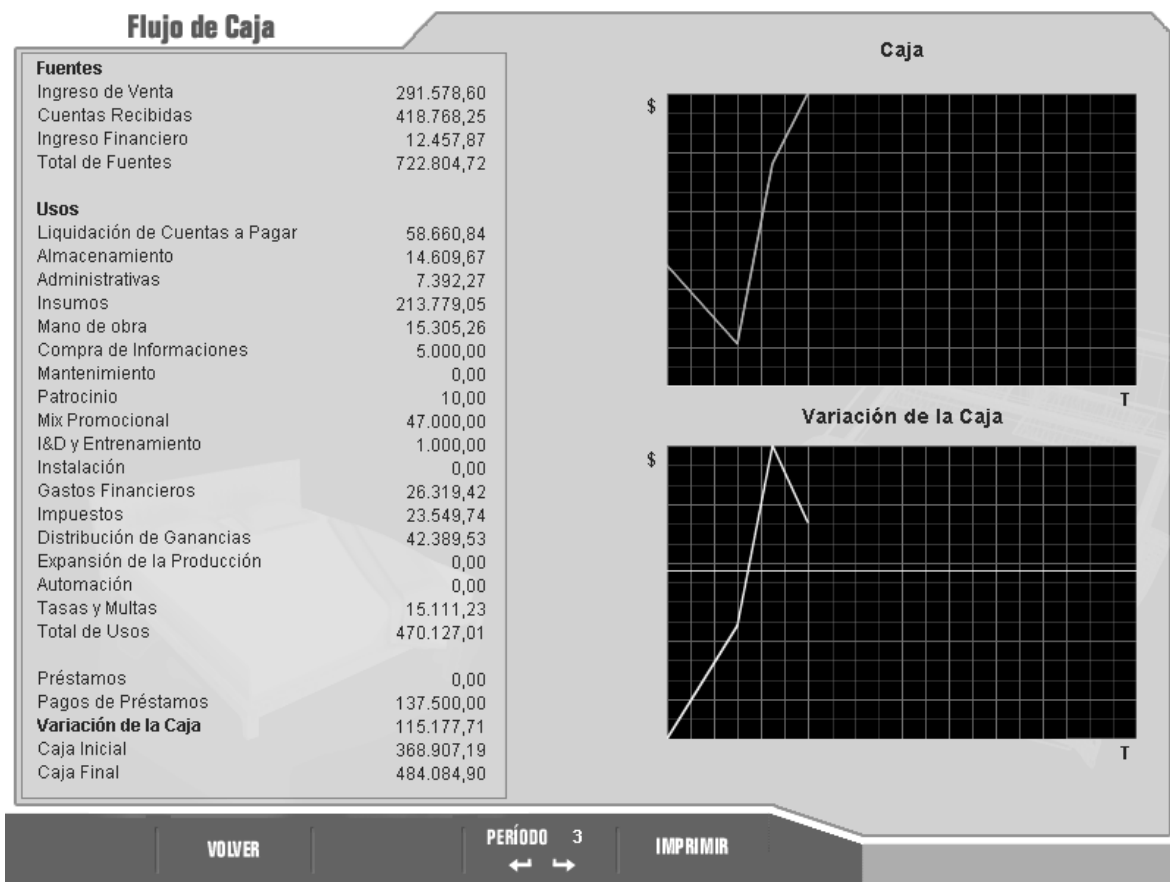 Flujo de Caja
Fuentes
Ingreso de Venta 291.578,60
Cuentas Recibidas 418.768,25
Ingreso Financiero 12.457,87
Total de Fuentes 722.804,72
Usos
Liquidación de Cuentas a Pagar 58.660,84
Almacenamiento 14.609,67
Administrativas 7.392,27
Insumos 213.779,05
Mano de obra 15.305,26
Compra de Informaciones 5.000,00
Mantenimiento 0,00
Patrocinio 10,00
Mix Promocional 47.000,00
I&D y Entrenamiento 1.000,00
Instalación 0,00
Gastos Financieros 26.319,42
Impuestos 23.549,74
Distribución de Ganancias 42.389,53
Expansión de la Producción 0,00
Automación 0,00
Tasas y Multas 15.111,23
Total de Usos 470.127,01
Préstamos 0,00
Pagos de Préstamos 137.500,00
Variación de la Caja 115.177,71
Caja Inicial 368.907,19
Caja Final 484.084,90
Caja
$
T
Variación de la Caja
$
T
VOLVER
PERÍODO 3
IMPRIMIR